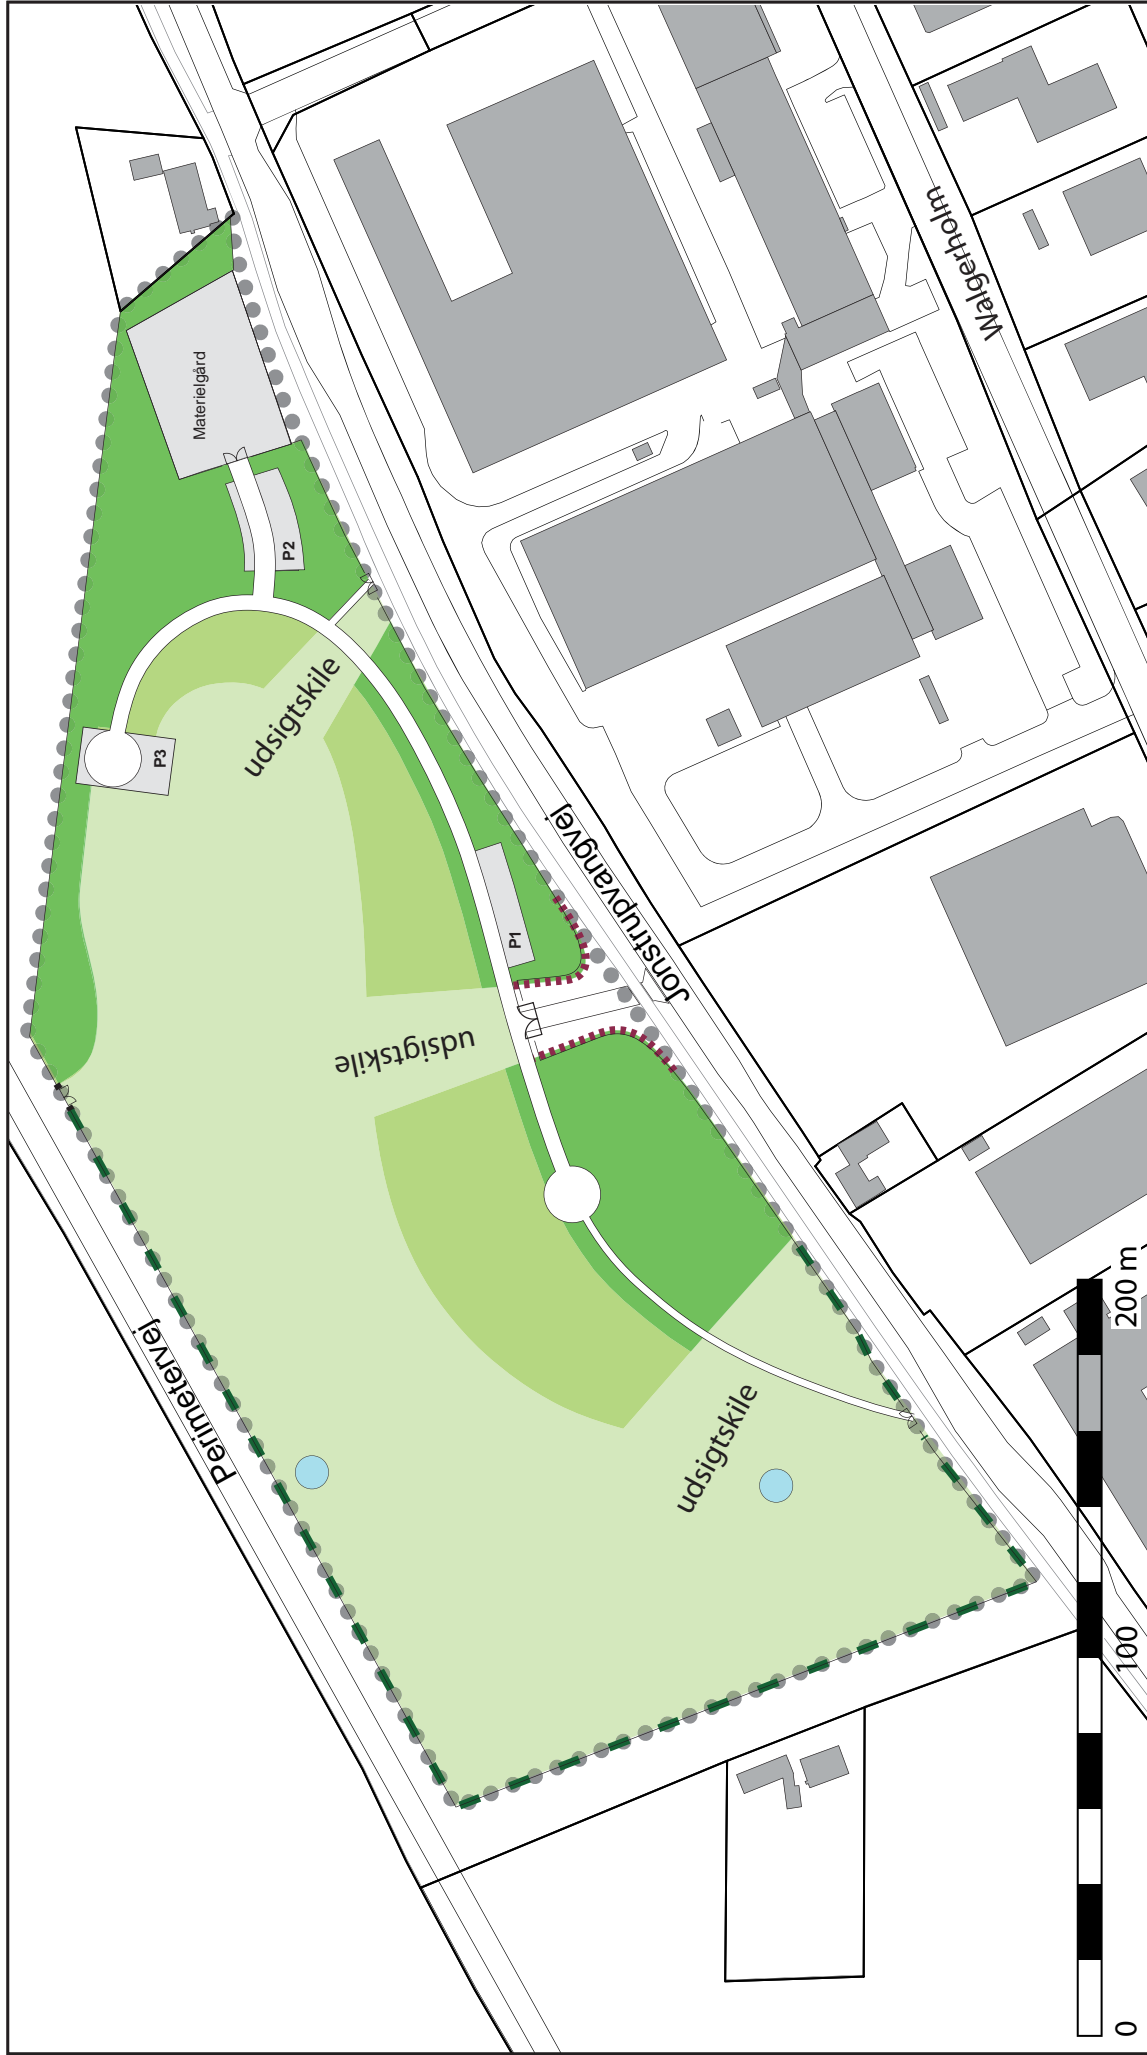 Perimetervej
udsigtskile
udsigtskile
udsigtskile
P1
P2
P3
Materielgård
Jonstrupvangvej
Walgerholm
0
100
200 m